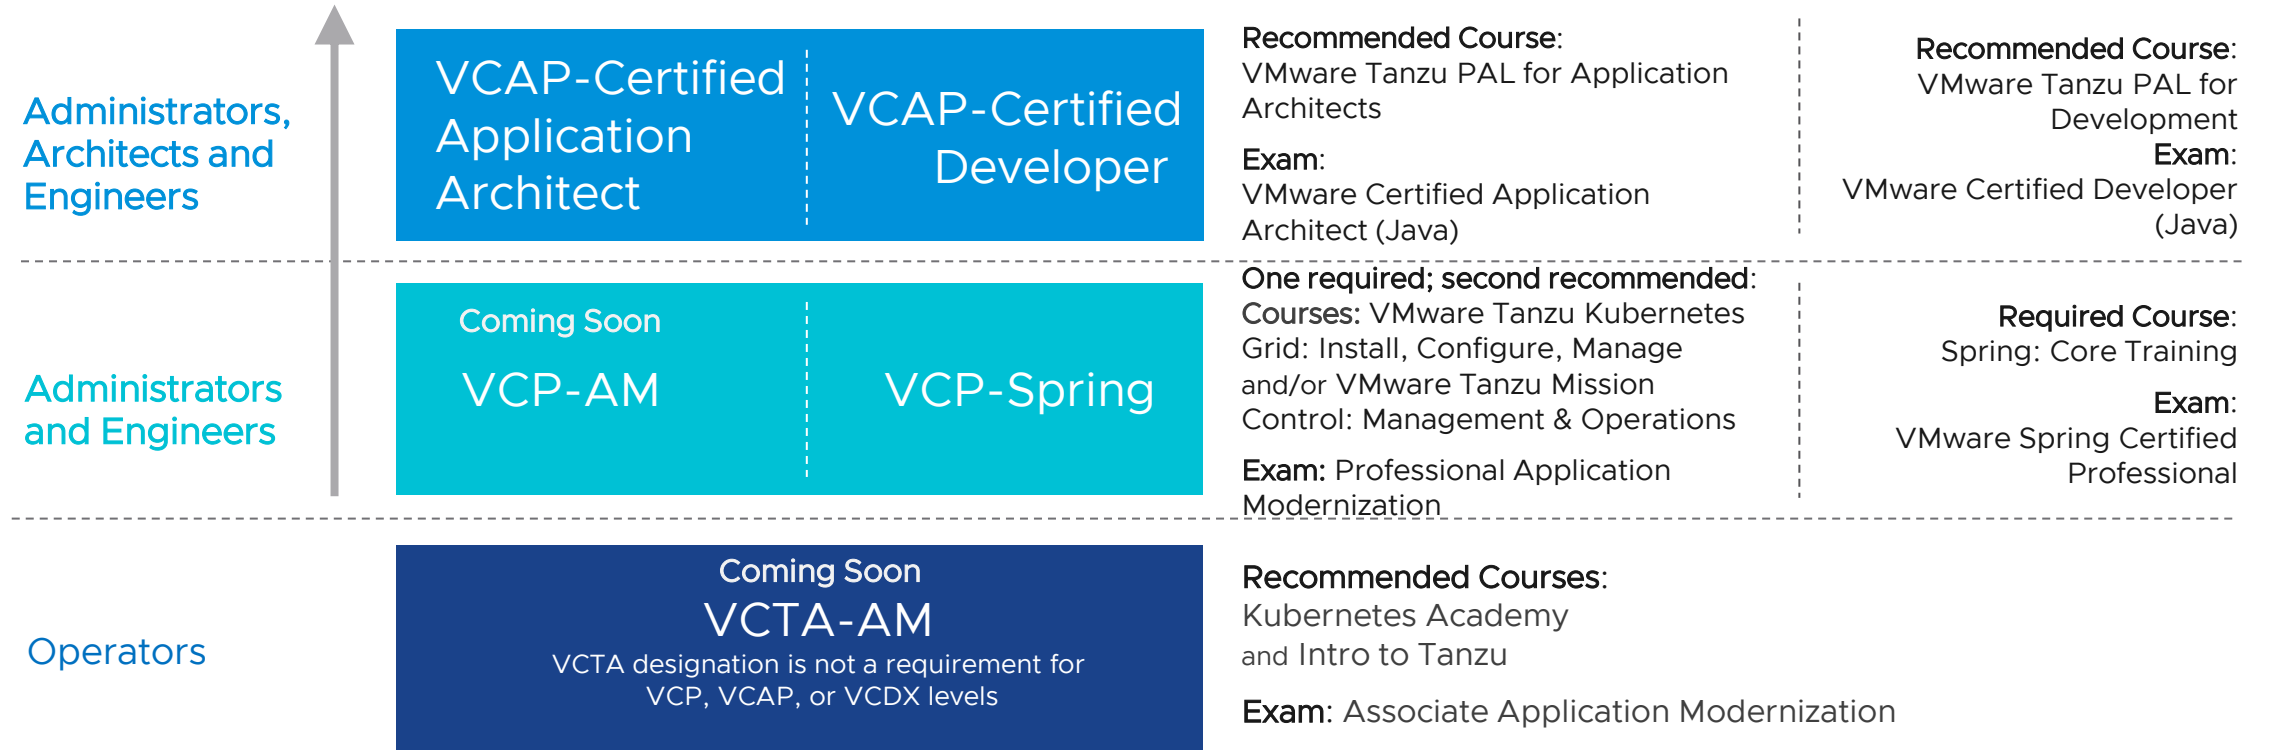 Administrators,
Architects and
Engineers
VCAP-Certified
Application
Architect
VCAP-Certified
Developer
Recommended Course:
VMware Tanzu PAL for Application
Architects
Exam:
VMware Certified Application
Architect (Java)
Recommended Course:
VMware Tanzu PAL for
Development
Exam:
VMware Certified Developer
(Java)
Administrators
and Engineers
Coming Soon
VCP-AM
VCP-Spring
One required; second recommended:
Courses: VMware Tanzu Kubernetes
Grid: Install, Configure, Manage
and/or VMware Tanzu Mission
Control: Management & Operations
Exam: Professional Application
Modernization
Required Course:
Spring: Core Training
Exam:
VMware Spring Certified
Professional
Operators
Coming Soon
VCTA-AM
VCTA designation is not a requirement for
VCP, VCAP, or VCDX levels
Recommended Courses:
Kubernetes Academy
and Intro to Tanzu
Exam: Associate Application Modernization